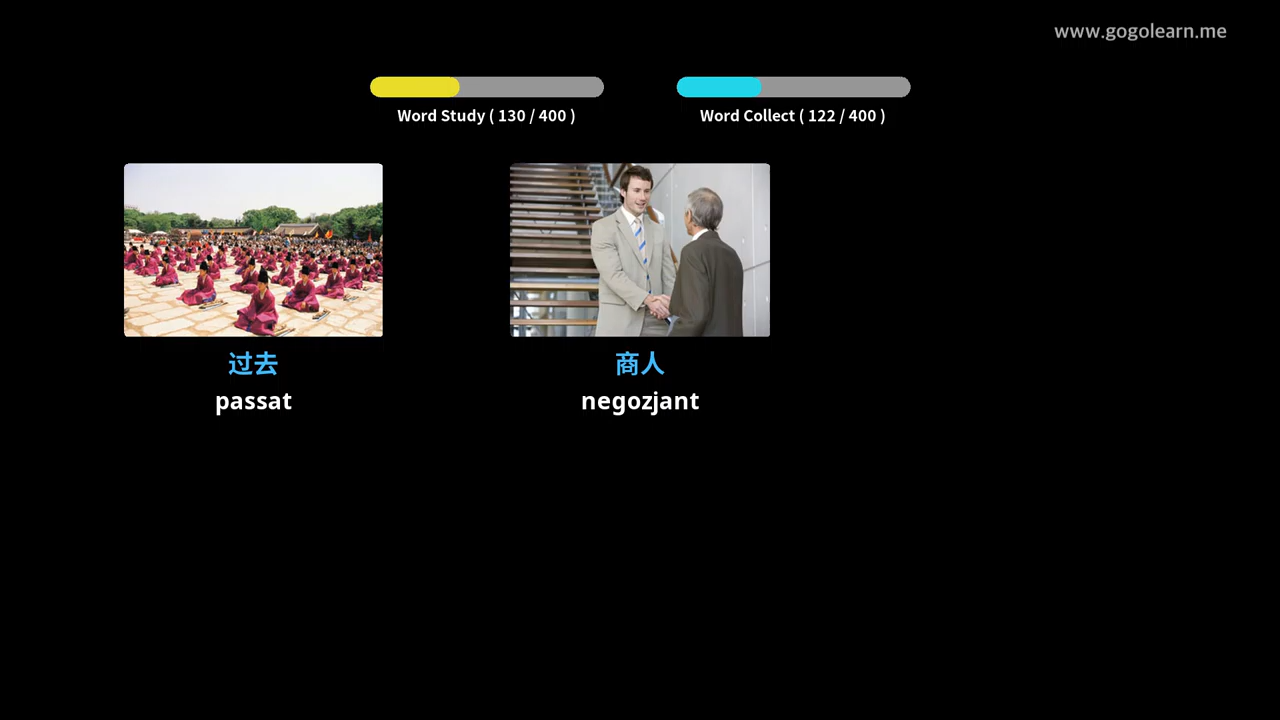 www.gogolearn.me
Word Study ( 130 / 400 )
Word Collect ( 122 / 400 )
过去
passat
商人
negozjant